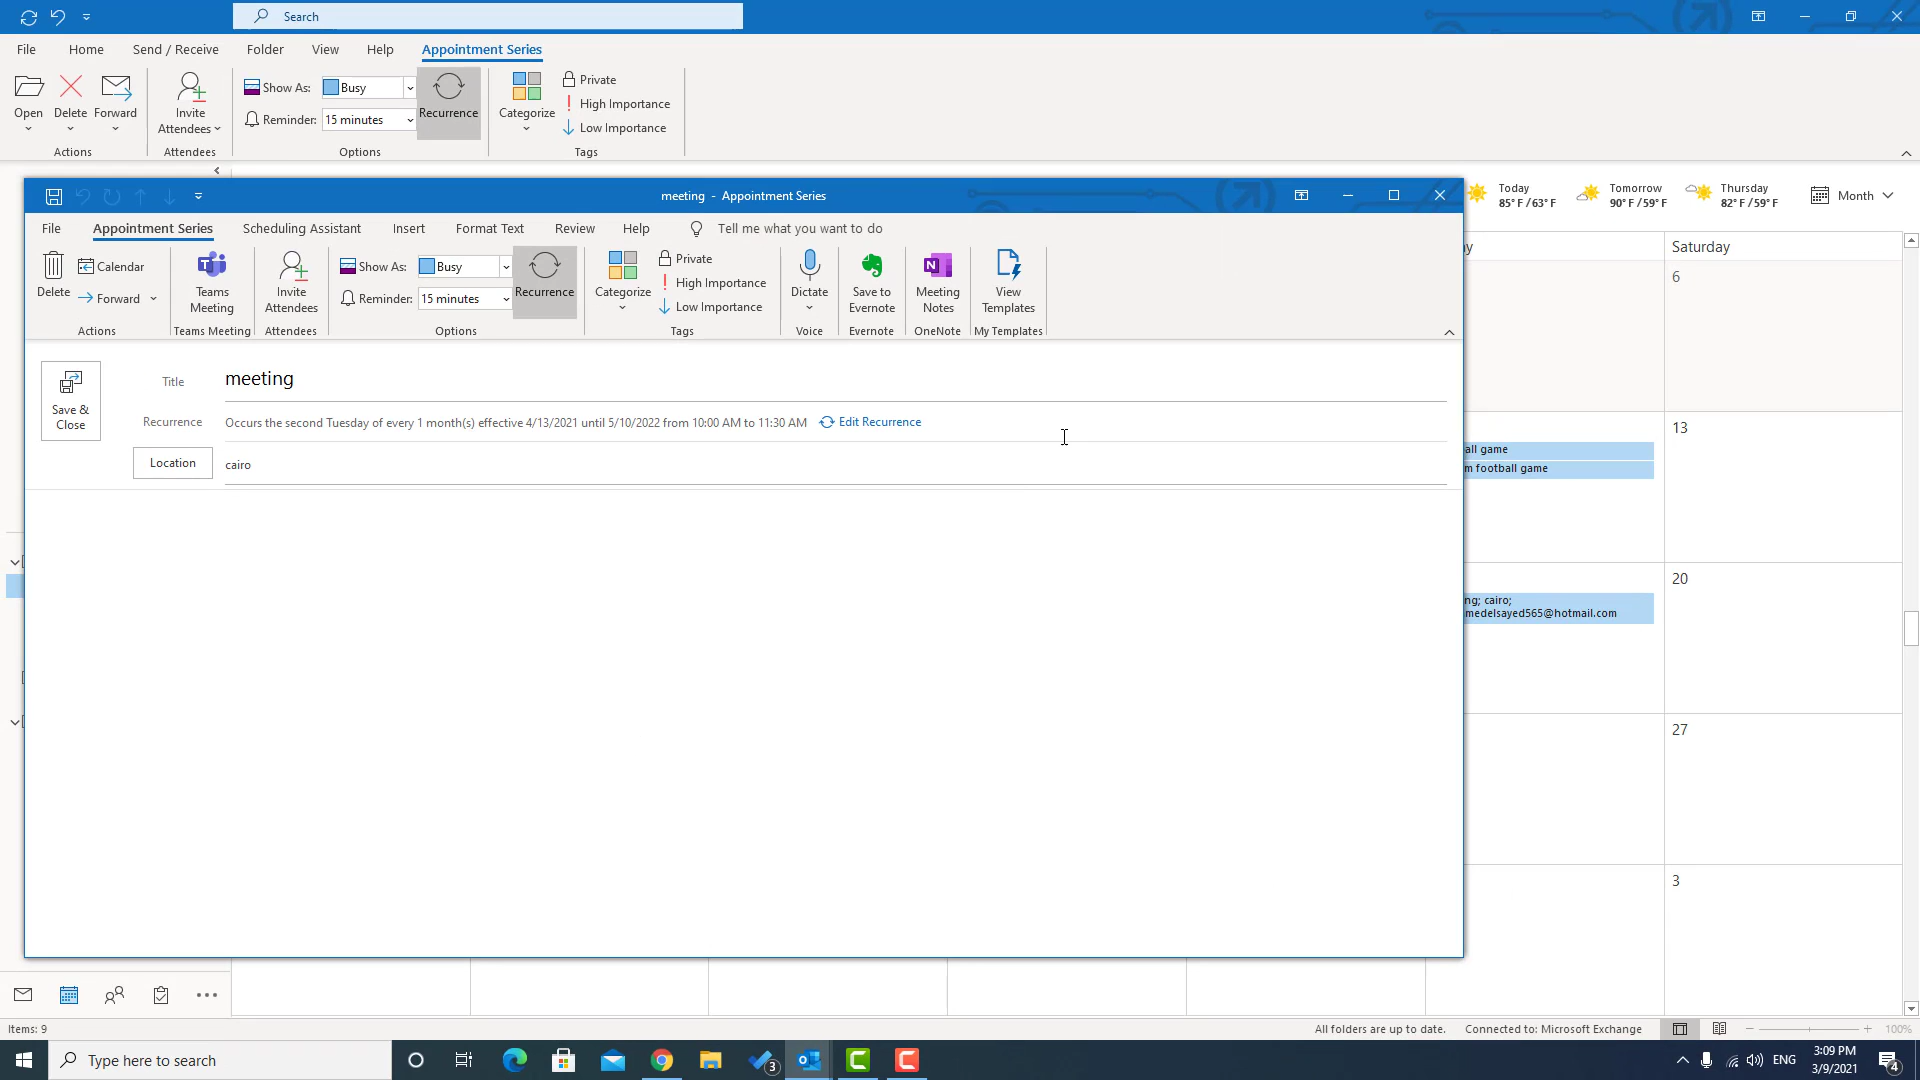 Search
File Home Send / Receive Folder View Help Appointment Series
Open Delete Forward Invite Attendees Show As: Busy Reminder: 15 minutes Recurrence Categorize Private High Importance Low Importance
Actions Attendees Options Tags
meeting - Appointment Series
Today 85° F / 63° F Tomorrow 90° F / 59° F Thursday 82° F / 59° F Month
File Appointment Series Scheduling Assistant Insert Format Text Review Help Tell me what you want to do
Delete Calendar Forward Teams Meeting Invite Attendees Show As: Busy Reminder: 15 minutes Recurrence Categorize Private High Importance Low Importance Dictate Save to Evernote Meeting Notes View Templates
Actions Teams Meeting Attendees Options Tags Voice Evernote OneNote My Templates
Save & Close
Title meeting
Recurrence Occurs the second Tuesday of every 1 month(s) effective 4/13/2021 until 5/10/2022 from 10:00 AM to 11:30 AM Edit Recurrence
Location cairo
Saturday
6
13
all game
m football game
20
ng; cairo;
medelsayed565@hotmail.com
27
3
Items: 9 All folders are up to date. Connected to: Microsoft Exchange 100%
Type here to search 3 ENG 3:09 PM 3/9/2021 4